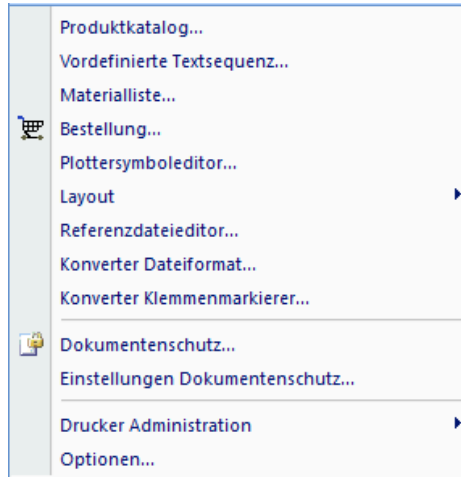 Produktkatalog...
Vordefinierte Textsequenz...
Materialliste...
Bestellung...
Plottersymboleditor...
Layout
Referenzdateieditor...
Konverter Dateiformat...
Konverter Klemmenmarkierer...
Dokumentenschutz...
Einstellungen Dokumentenschutz...
Drucker Administration
Optionen...